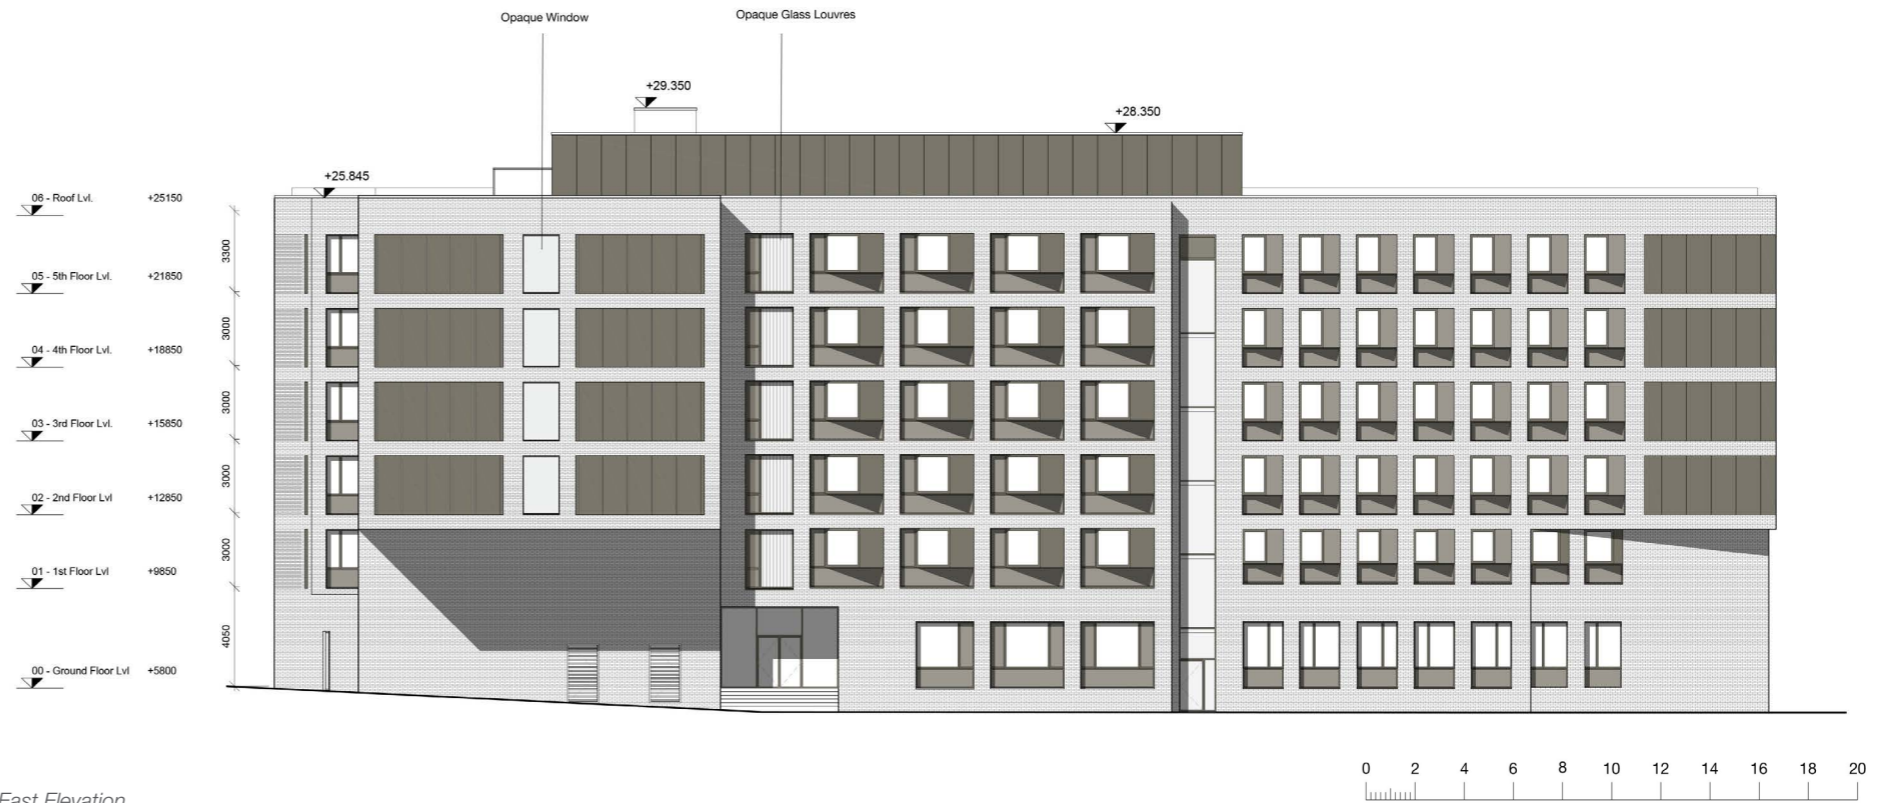 Opaque Window
Opaque Glass Louvres
+29.350
+28.350
+25.845
06 - Roof Lvl. +25150
3300
05 - 5th Floor Lvl. +21850
3000
04 - 4th Floor Lvl. +18850
3000
03 - 3rd Floor Lvl. +15850
3000
02 - 2nd Floor Lvl +12850
3000
01 - 1st Floor Lvl +9850
4050
00 - Ground Floor Lvl +5800
0 2 4 6 8 10 12 14 16 18 20
East Elevation